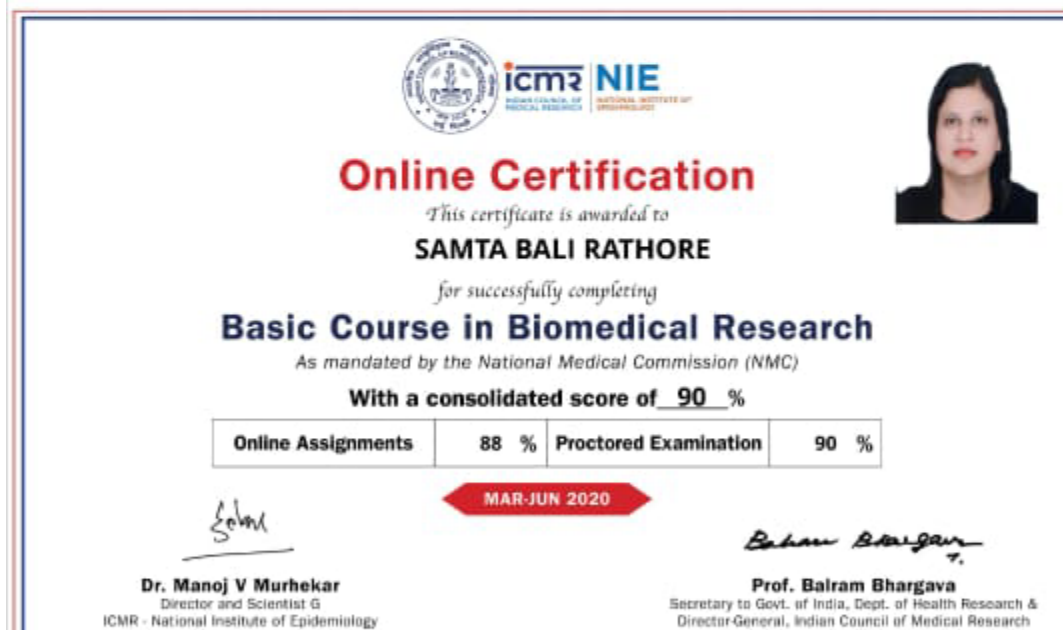 icmr NIE
INDIAN COUNCIL OF NATIONAL INSTITUTE OF
MEDICAL RESEARCH EPIDEMIOLOGY
Online Certification
This certificate is awarded to
SAMTA BALI RATHORE
for successfully completing
Basic Course in Biomedical Research
As mandated by the National Medical Commission (NMC)
With a consolidated score of 90 %
Online Assignments 88 % Proctored Examination 90 %
MAR-JUN 2020
Balram Bhargava
Dr. Manoj V Murhekar Prof. Balram Bhargava
Director and Scientist G Secretary to Govt. of India, Dept. of Health Research &
ICMR - National Institute of Epidemiology Director-General, Indian Council of Medical Research